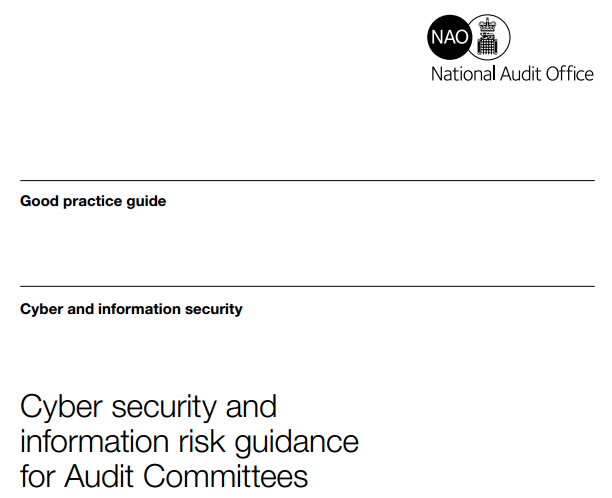 NAO
National Audit Office
Good practice guide
Cyber and information security
Cyber security and
information risk guidance
for Audit Committees